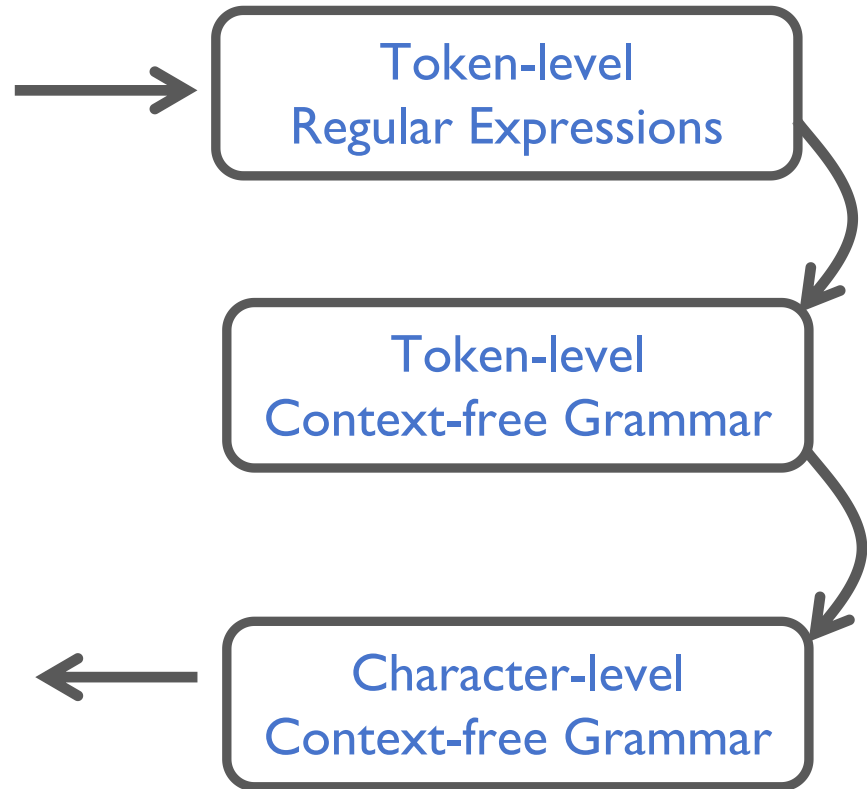 Token-level
Regular Expressions
Token-level
Context-free Grammar
Character-level
Context-free Grammar